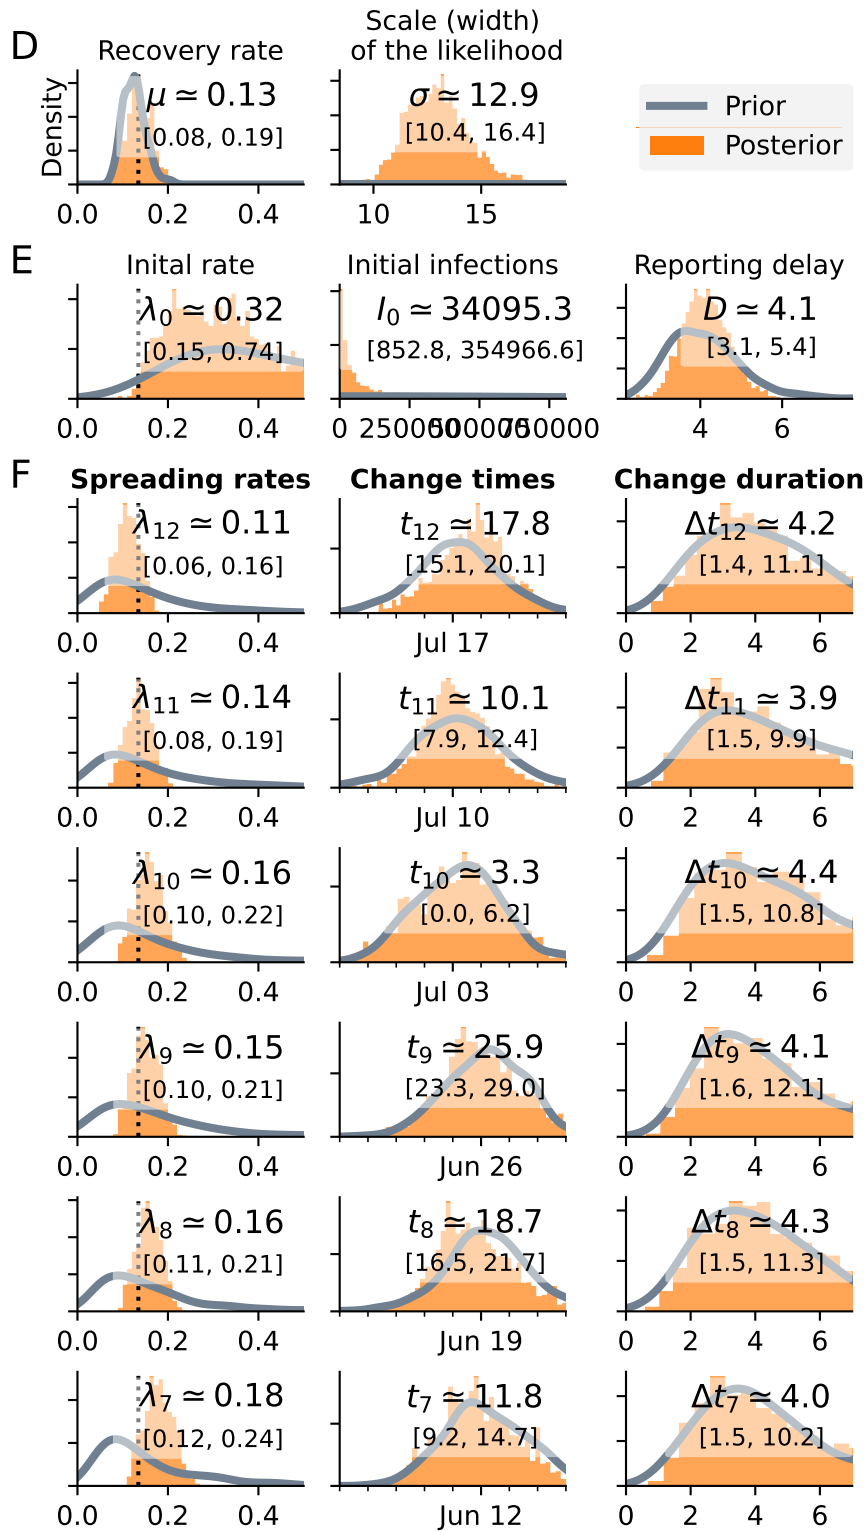 D
Recovery rate
Density
μ ≃ 0.13
[0.08, 0.19]
0.0 0.2 0.4
Scale (width)
of the likelihood
σ ≃ 12.9
[10.4, 16.4]
10 15
Prior
Posterior
E
Inital rate
λ0 ≃ 0.32
[0.15, 0.74]
0.0 0.2 0.4
Initial infections
I0 ≃ 34095.3
[852.8, 354966.6]
0 250000 500000 750000
Reporting delay
D ≃ 4.1
[3.1, 5.4]
4 6
F
Spreading rates Change times Change duration
λ12 ≃ 0.11
[0.06, 0.16]
0.0 0.2 0.4
t12 ≃ 17.8
[15.1, 20.1]
Jul 17
Δt12 ≃ 4.2
[1.4, 11.1]
0 2 4 6
λ11 ≃ 0.14
[0.08, 0.19]
0.0 0.2 0.4
t11 ≃ 10.1
[7.9, 12.4]
Jul 10
Δt11 ≃ 3.9
[1.5, 9.9]
0 2 4 6
λ10 ≃ 0.16
[0.10, 0.22]
0.0 0.2 0.4
t10 ≃ 3.3
[0.0, 6.2]
Jul 03
Δt10 ≃ 4.4
[1.5, 10.8]
0 2 4 6
λ9 ≃ 0.15
[0.10, 0.21]
0.0 0.2 0.4
t9 ≃ 25.9
[23.3, 29.0]
Jun 26
Δt9 ≃ 4.1
[1.6, 12.1]
0 2 4 6
λ8 ≃ 0.16
[0.11, 0.21]
0.0 0.2 0.4
t8 ≃ 18.7
[16.5, 21.7]
Jun 19
Δt8 ≃ 4.3
[1.5, 11.3]
0 2 4 6
λ7 ≃ 0.18
[0.12, 0.24]
0.0 0.2 0.4
t7 ≃ 11.8
[9.2, 14.7]
Jun 12
Δt7 ≃ 4.0
[1.5, 10.2]
0 2 4 6